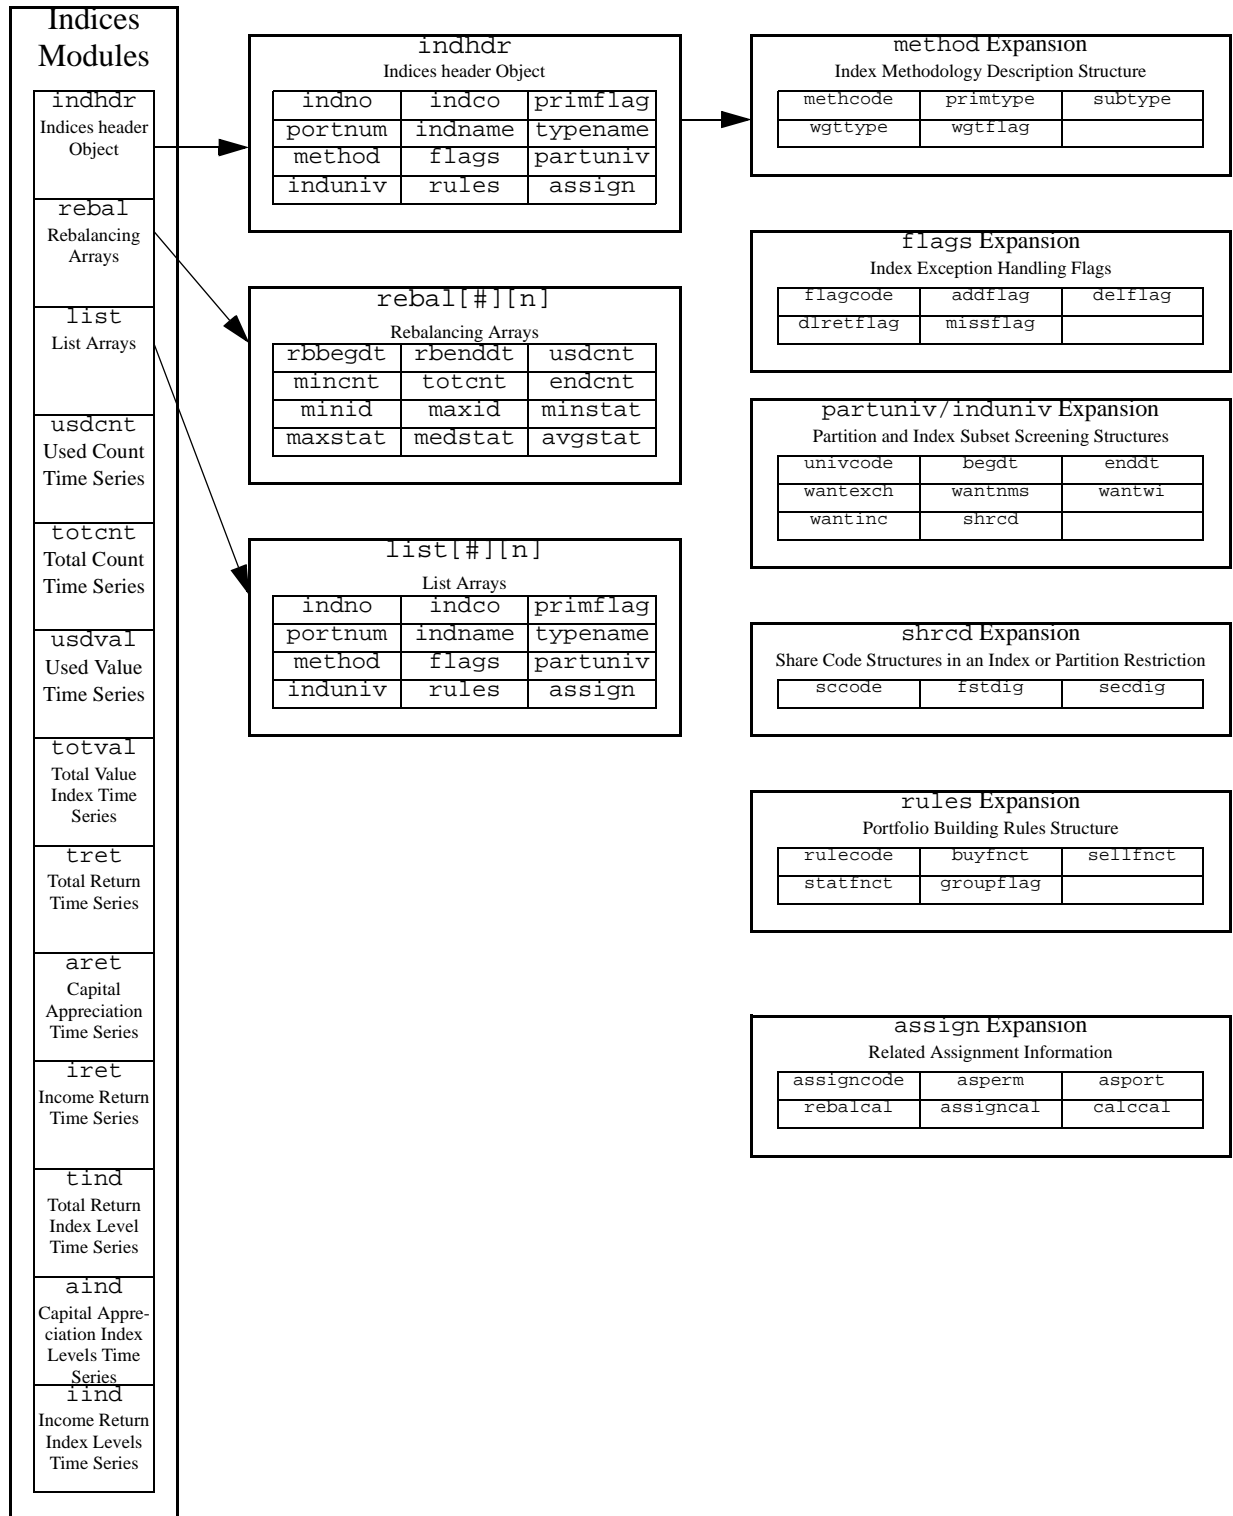 Indices
Modules
indhdr
Indices header
Object
rebal
Rebalancing
Arrays
list
List Arrays
usdcnt
Used Count
Time Series
totcnt
Total Count
Time Series
usdval
Used Value
Time Series
totval
Total Value
Index Time
Series
tret
Total Return
Time Series
aret
Capital
Appreciation
Time Series
iret
Income Return
Time Series
tind
Total Return
Index Level
Time Series
aind
Capital Appre-
ciation Index
Levels Time
Series
iind
Income Return
Index Levels
Time Series
indhdr
Indices header Object
indno indco primflag
portnum indname typename
method flags partuniv
induniv rules assign
rebal[#][n]
Rebalancing Arrays
rbbegdt rbenddt usdcnt
mincnt totcnt endcnt
minid maxid minstat
maxstat medstat avgstat
list[#][n]
List Arrays
indno indco primflag
portnum indname typename
method flags partuniv
induniv rules assign
method Expansion
Index Methodology Description Structure
methcode primtype subtype
wgttype wgtflag
flags Expansion
Index Exception Handling Flags
flagcode addflag delflag
dlretflag missflag
partuniv/induniv Expansion
Partition and Index Subset Screening Structures
univcode begdt enddt
wantexch wantnms wantwi
wantinc shrcd
shrcd Expansion
Share Code Structures in an Index or Partition Restriction
sccode fstdig secdig
rules Expansion
Portfolio Building Rules Structure
rulecode buyfnct sellfnct
statfnct groupflag
assign Expansion
Related Assignment Information
assigncode asperm asport
rebalcal assigncal calccal